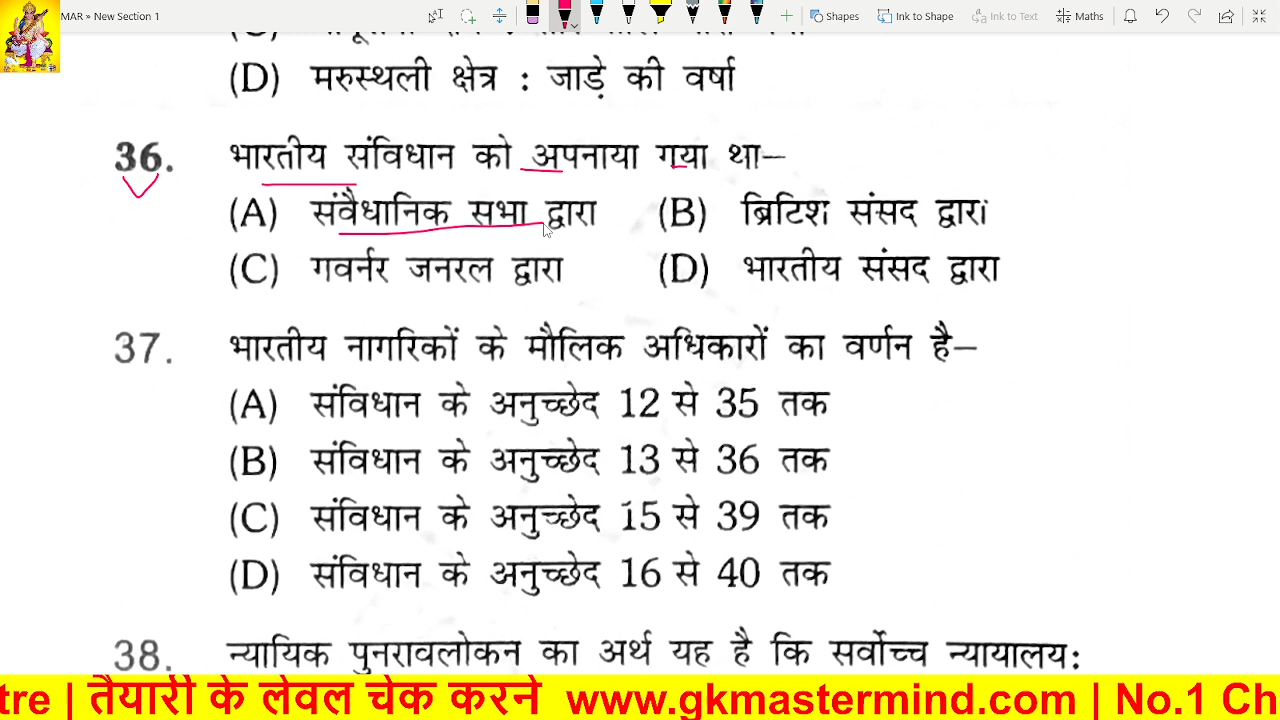 MAR » New Section 1
Shapes Ink to Shape Ink to Text Maths
(D) मरुस्थली क्षेत्र : जाड़े की वर्षा
36. भारतीय संविधान को अपनाया गया था–
(A) संवैधानिक सभा द्वारा (B) ब्रिटिश संसद द्वारा
(C) गवर्नर जनरल द्वारा (D) भारतीय संसद द्वारा
37. भारतीय नागरिकों के मौलिक अधिकारों का वर्णन है–
(A) संविधान के अनुच्छेद 12 से 35 तक
(B) संविधान के अनुच्छेद 13 से 36 तक
(C) संविधान के अनुच्छेद 15 से 39 तक
(D) संविधान के अनुच्छेद 16 से 40 तक
38. न्यायिक पुनरावलोकन का अर्थ यह है कि सर्वोच्च न्यायालय:
tre | तैयारी के लेवल चेक करने www.gkmastermind.com | No.1 Ch